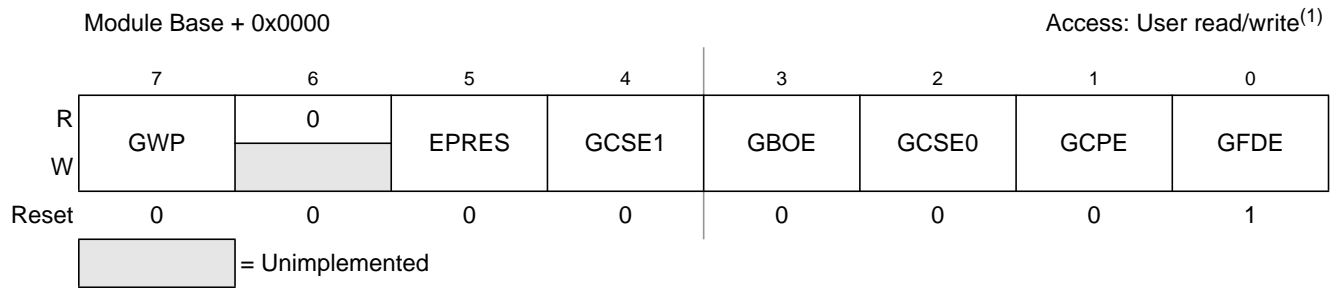 Module Base + 0x0000 Access: User read/write(1)
7 6 5 4 3 2 1 0
R 0
GWP EPRES GCSE1 GBOE GCSE0 GCPE GFDE
W
Reset 0 0 0 0 0 0 0 1
= Unimplemented